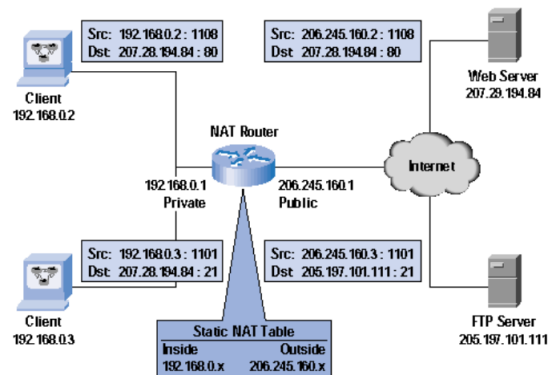 Src: 192.168.0.2 : 1108
Dst: 207.28.194.84 : 80
Src: 206.245.160.2 : 1108
Dst: 207.28.194.84 : 80
Client
192.168.0.2
Web Server
207.29.194.84
NAT Router
Internet
192.168.0.1
Private
206.245.160.1
Public
Src: 192.168.0.3 : 1101
Dst: 207.28.194.84 : 21
Src: 206.245.160.3 : 1101
Dst: 205.197.101.111 : 21
Client
192.168.0.3
FTP Server
205.197.101.111
Static NAT Table
Inside Outside
192.168.0.x 206.245.160.x